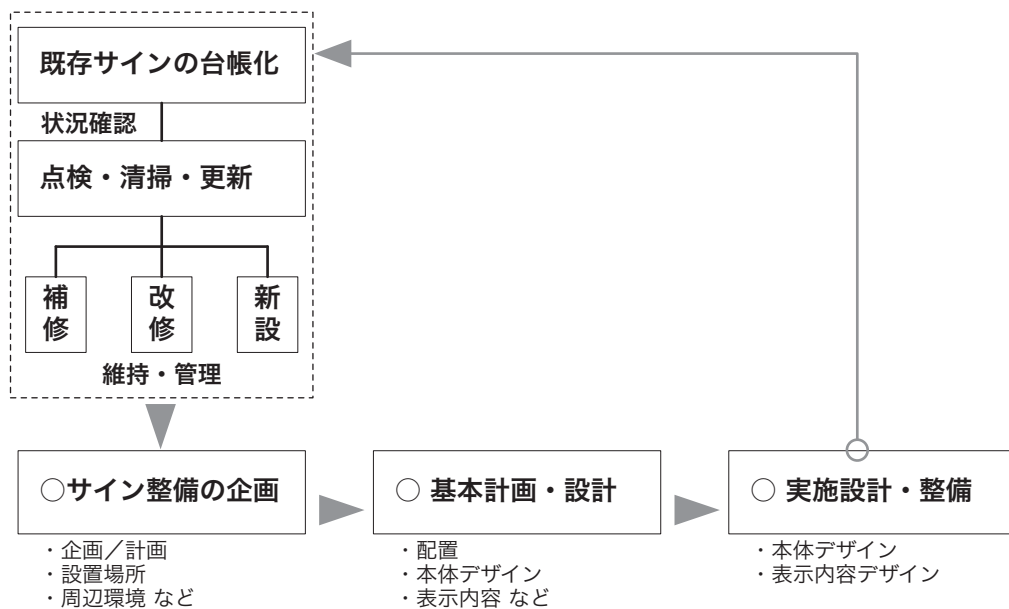 既存サインの台帳化
状況確認
点検・清掃・更新
補修
改修
新設
維持・管理
○サイン整備の企画
・企画／計画
・設置場所
・周辺環境 など
○ 基本計画・設計
・配置
・本体デザイン
・表示内容 など
○ 実施設計・整備
・本体デザイン
・表示内容デザイン